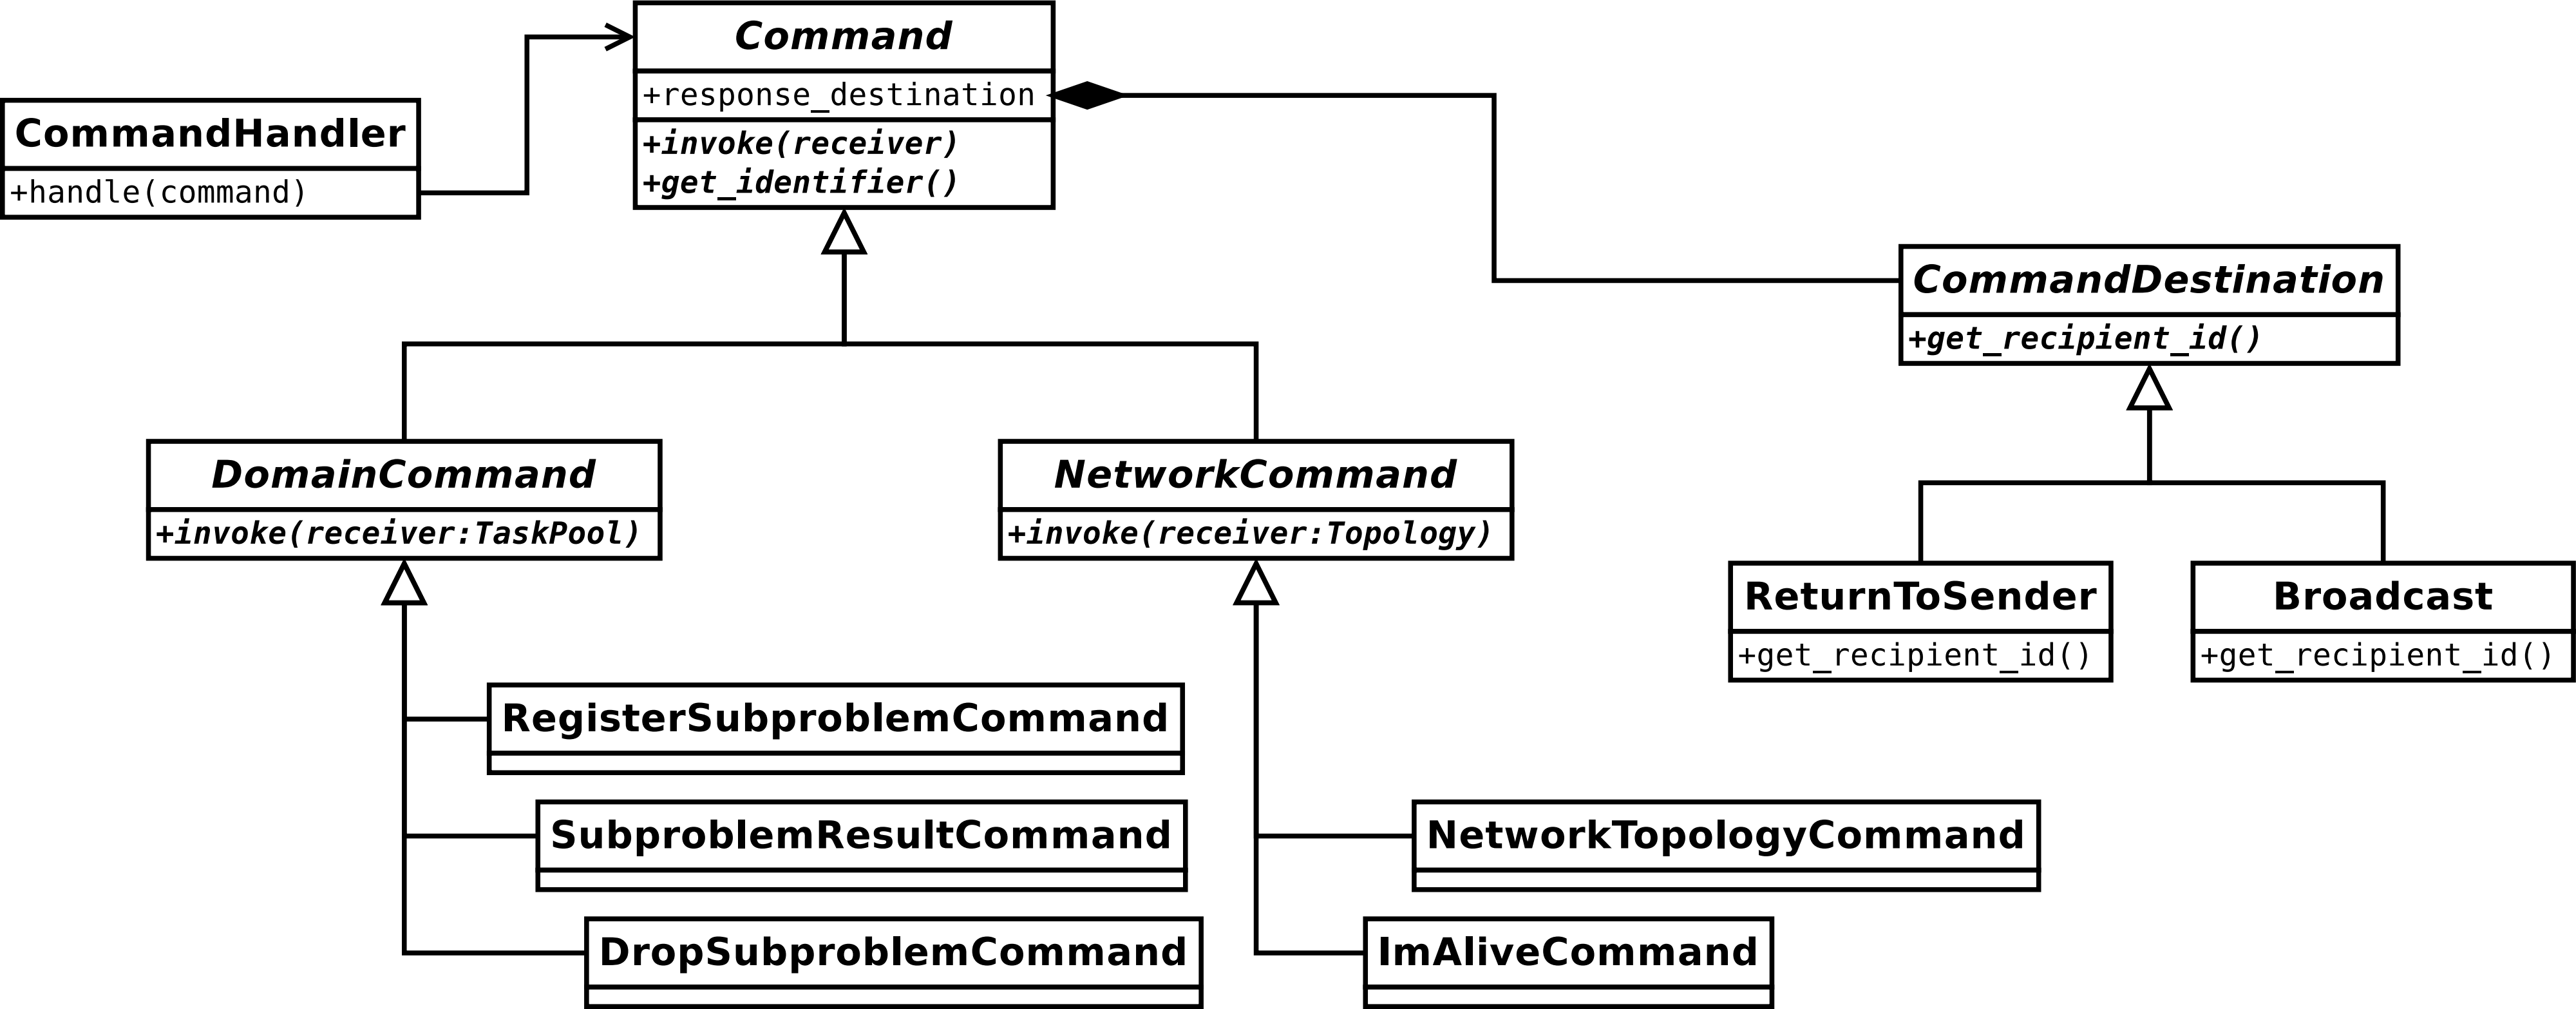 Command
+response_destination
+invoke(receiver)
+get_identifier()
CommandHandler
+handle(command)
CommandDestination
+get_recipient_id()
DomainCommand
+invoke(receiver:TaskPool)
NetworkCommand
+invoke(receiver:Topology)
ReturnToSender
+get_recipient_id()
Broadcast
+get_recipient_id()
RegisterSubproblemCommand
SubproblemResultCommand
DropSubproblemCommand
NetworkTopologyCommand
ImAliveCommand